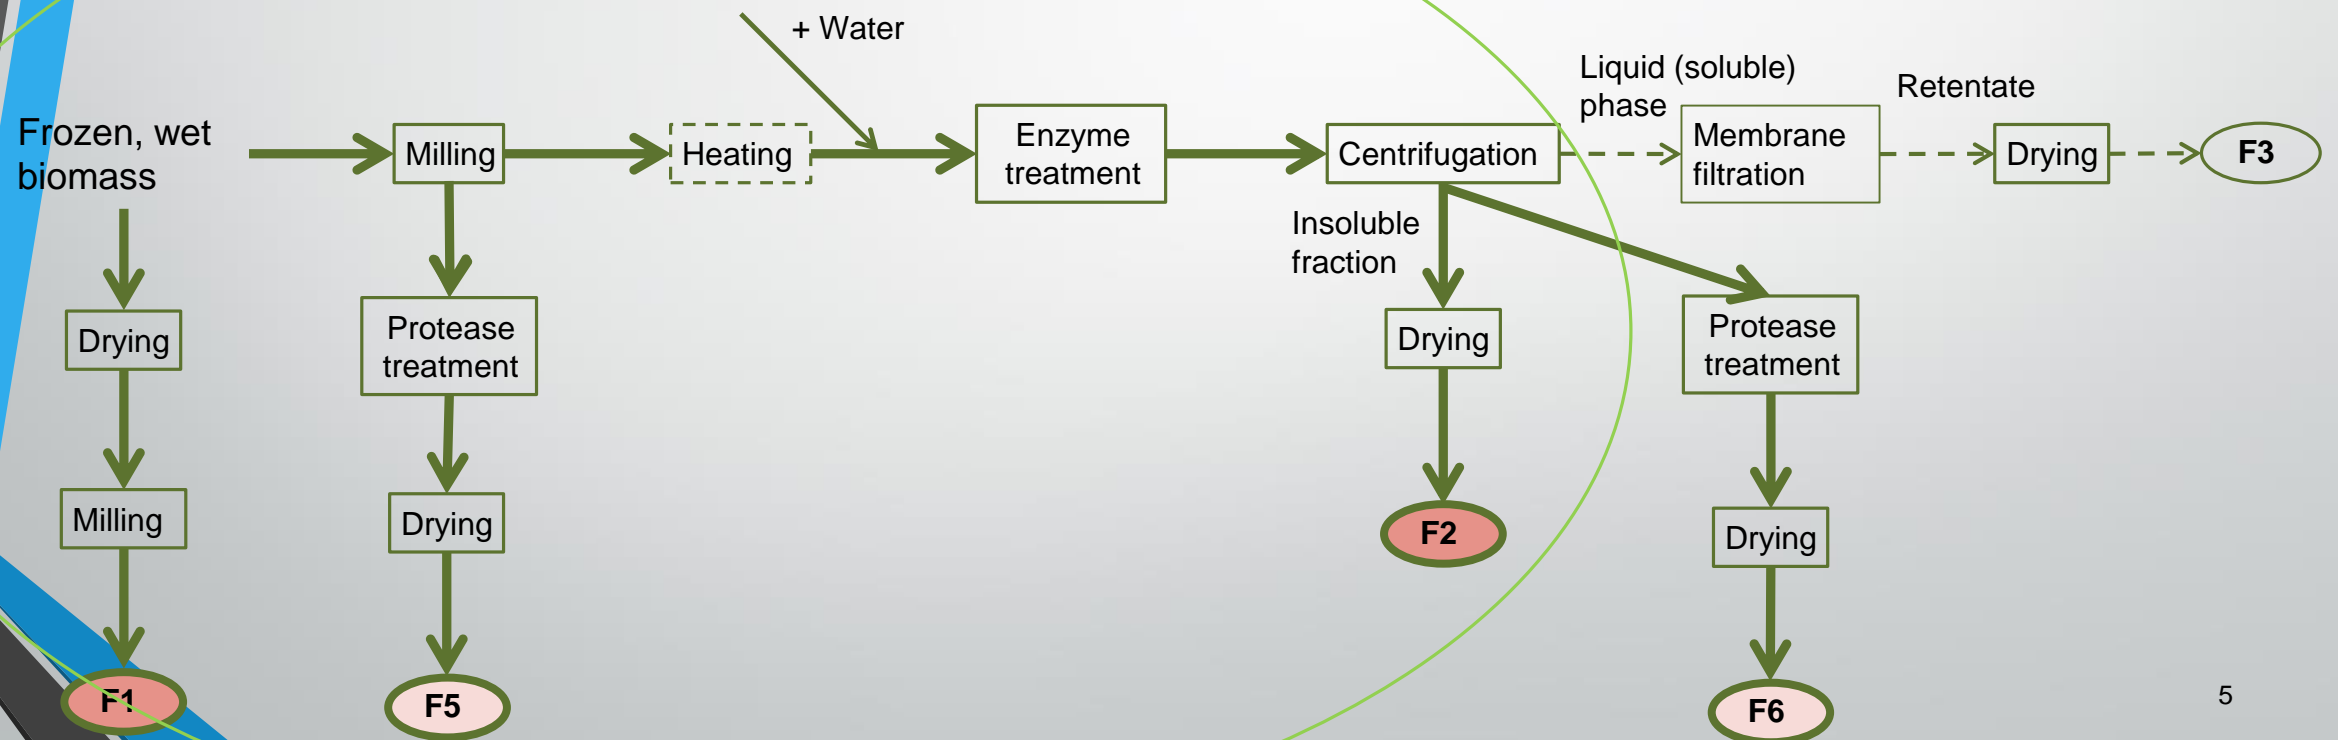 + Water
Liquid (soluble)
phase
Retentate
Frozen, wet
biomass
Milling
Heating
Enzyme
treatment
Centrifugation
Membrane
filtration
Drying
F3
Insoluble
fraction
Drying
Protease
treatment
Drying
Protease
treatment
Milling
Drying
F2
Drying
F1
F5
F6
5